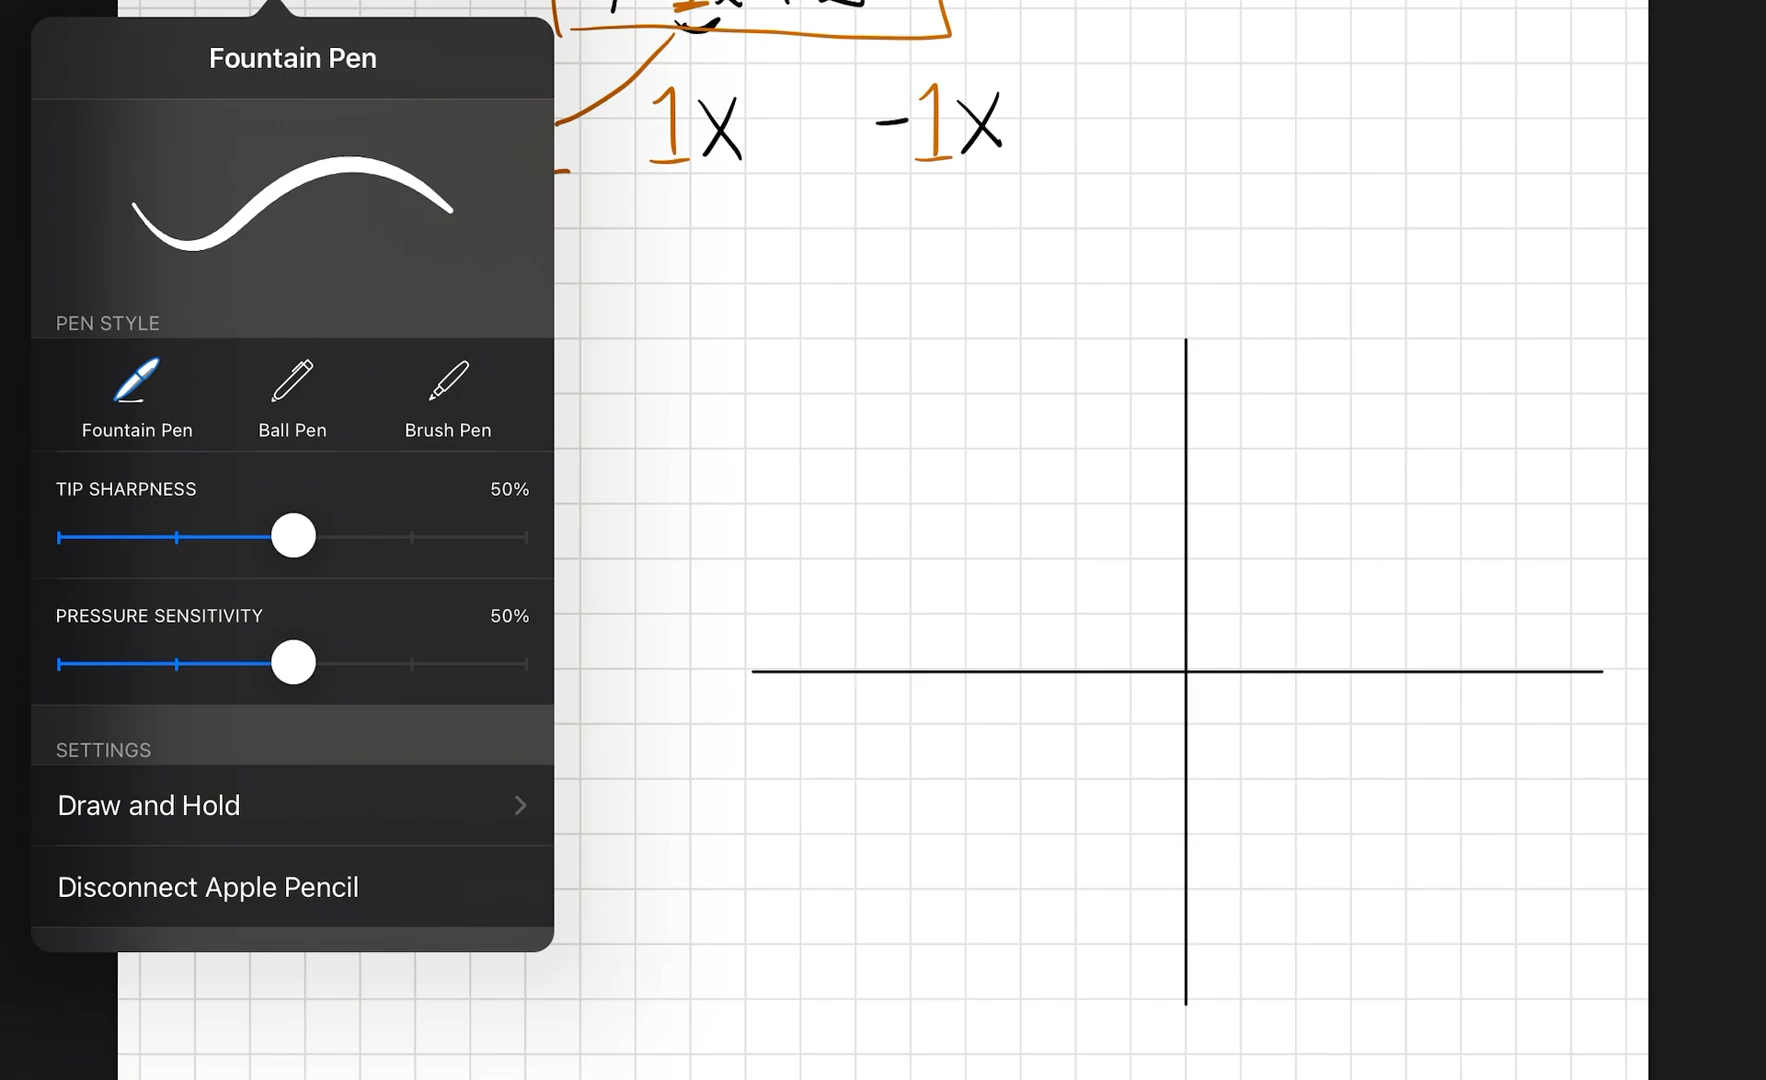 Fountain Pen
1x -1x
PEN STYLE
Fountain Pen Ball Pen Brush Pen
TIP SHARPNESS 50%
PRESSURE SENSITIVITY 50%
SETTINGS
Draw and Hold
Disconnect Apple Pencil